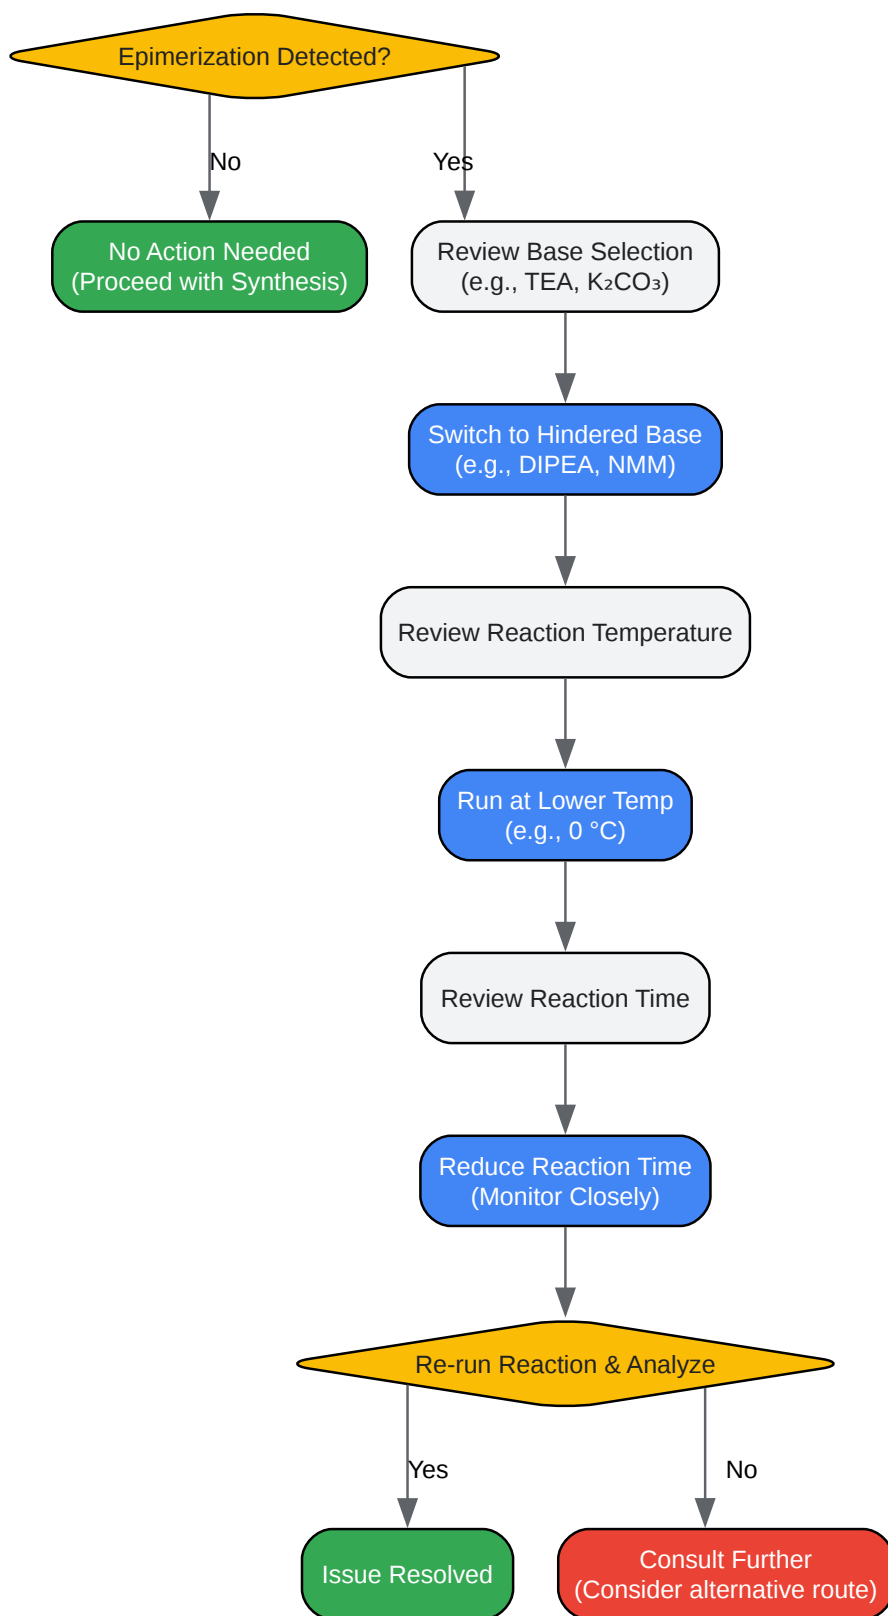 Epimerization Detected?
No
Yes
No Action Needed
(Proceed with Synthesis)
Review Base Selection
(e.g., TEA, K₂CO₃)
Switch to Hindered Base
(e.g., DIPEA, NMM)
Review Reaction Temperature
Run at Lower Temp
(e.g., 0 °C)
Review Reaction Time
Reduce Reaction Time
(Monitor Closely)
Re-run Reaction & Analyze
Yes
No
Issue Resolved
Consult Further
(Consider alternative route)